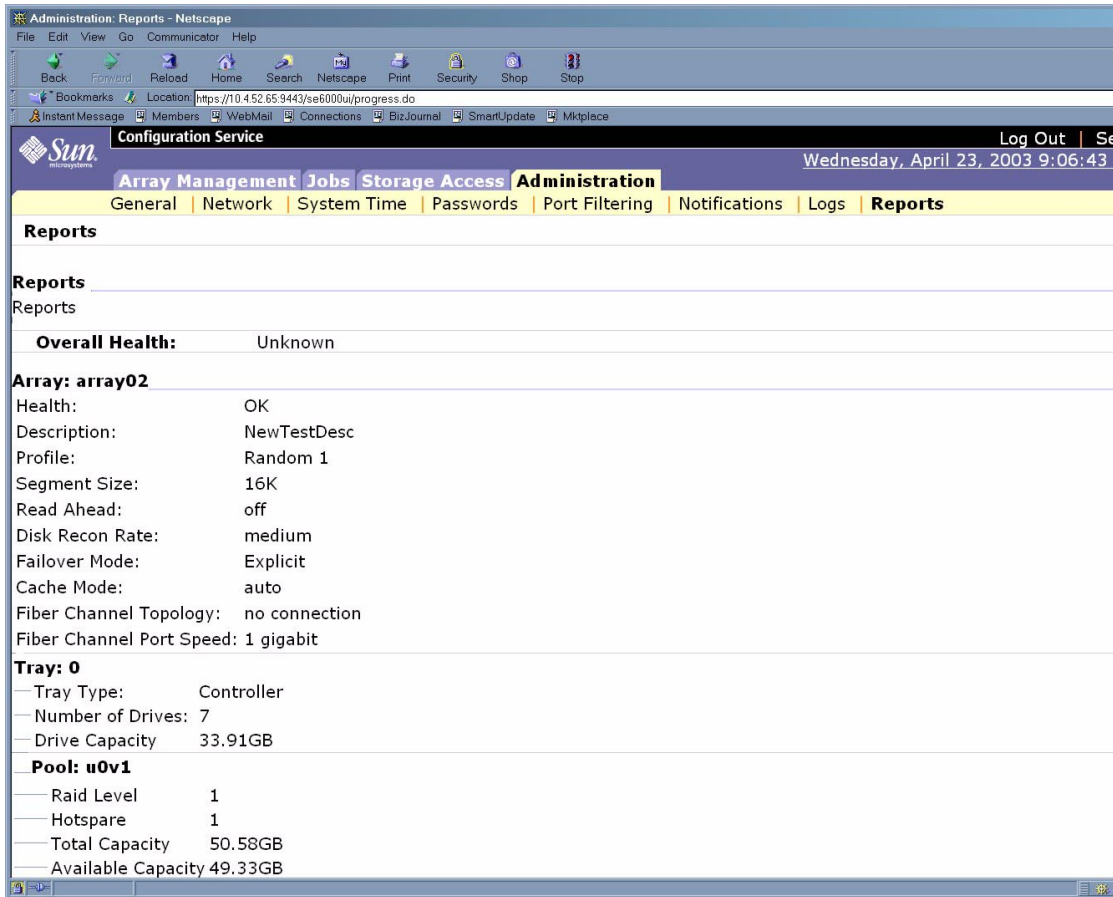 Administration: Reports - Netscape
File Edit View Go Communicator Help
Back Forward Reload Home Search Netscape Print Security Shop Stop
Bookmarks Location: https://10.4.52.65:9443/se6000ui/progress.do
Instant Message Members WebMail Connections BizJournal SmartUpdate Mktplace
Sun microsystems
Configuration Service
Log Out | Se
Wednesday, April 23, 2003 9:06:43
Array Management Jobs Storage Access Administration
General | Network | System Time | Passwords | Port Filtering | Notifications | Logs | Reports
Reports
Reports
Reports
Overall Health: Unknown
Array: array02
Health: OK
Description: NewTestDesc
Profile: Random 1
Segment Size: 16K
Read Ahead: off
Disk Recon Rate: medium
Failover Mode: Explicit
Cache Mode: auto
Fiber Channel Topology: no connection
Fiber Channel Port Speed: 1 gigabit
Tray: 0
Tray Type: Controller
Number of Drives: 7
Drive Capacity 33.91GB
Pool: u0v1
Raid Level 1
Hotspare 1
Total Capacity 50.58GB
Available Capacity 49.33GB